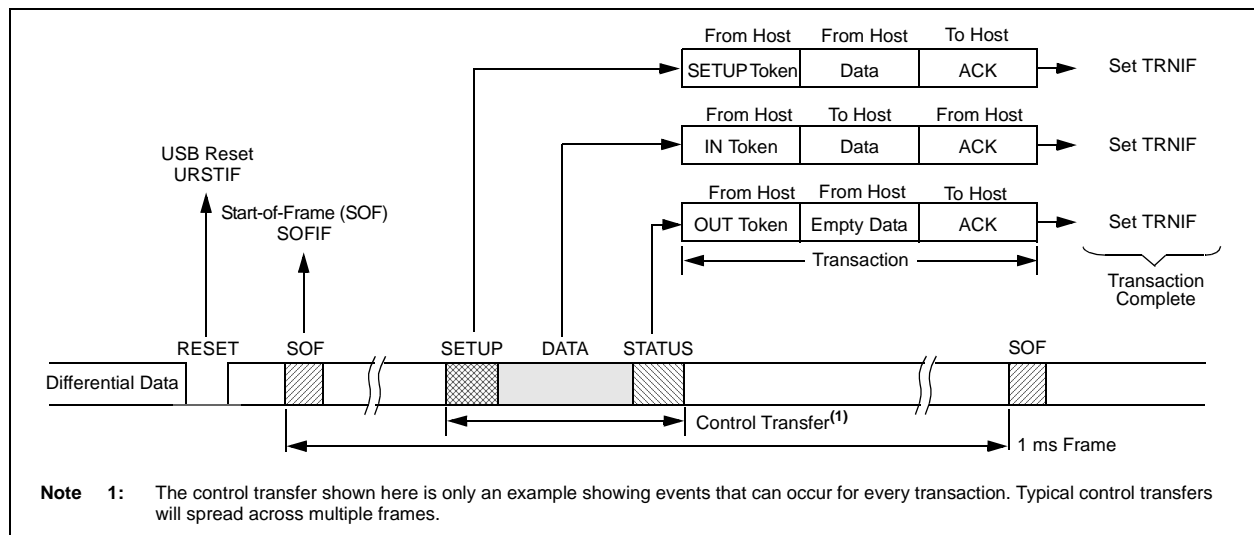 From Host From Host To Host
SETUP Token Data ACK Set TRNIF
From Host To Host From Host
IN Token Data ACK Set TRNIF
USB Reset
URSTIF
From Host From Host To Host
Start-of-Frame (SOF)
SOFIF
OUT Token Empty Data ACK Set TRNIF
Transaction
Transaction
Complete
RESET SOF SETUP DATA STATUS SOF
Differential Data
Control Transfer(1)
1 ms Frame
Note 1: The control transfer shown here is only an example showing events that can occur for every transaction. Typical control transfers
will spread across multiple frames.